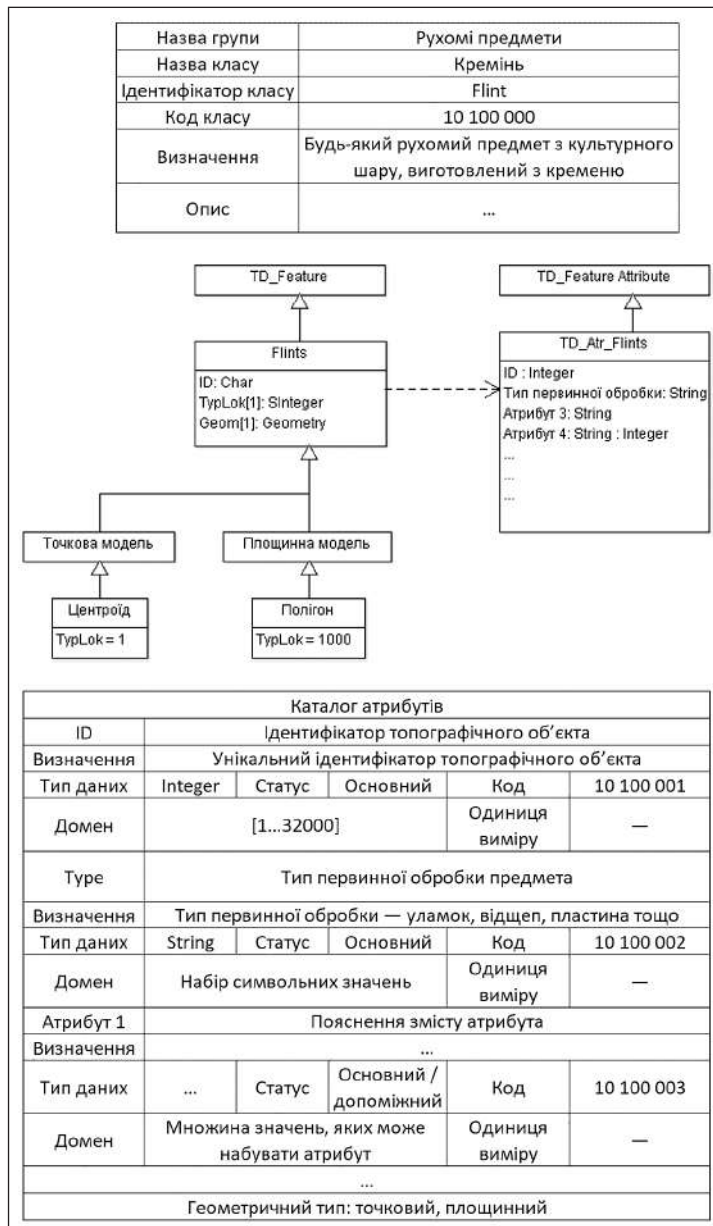 Назва групи Рухомі предмети
Назва класу Кремінь
Ідентифікатор класу Flint
Код класу 10 100 000
Визначення Будь-який рухомий предмет з культурного
шару, виготовлений з кременю
Опис ...
TD_Feature
TD_Feature Attribute
Flints
ID: Char
TypLok[1]: SInteger
Geom[1]: Geometry
TD_Atr_Flints
ID : Integer
Тип первинної обробки: String
Атрибут 3: String
Атрибут 4: String : Integer
...
...
...
Точкова модель
Площинна модель
Центроїд
TypLok = 1
Полігон
TypLok = 1000
Каталог атрибутів
ID Ідентифікатор топографічного об’єкта
Визначення Унікальний ідентифікатор топографічного об’єкта
Тип даних Integer Статус Основний Код 10 100 001
Домен [1...32000] Одиниця
виміру —
Type Тип первинної обробки предмета
Визначення Тип первинної обробки — уламок, відщеп, пластина тощо
Тип даних String Статус Основний Код 10 100 002
Домен Набір символьних значень Одиниця
виміру —
Атрибут 1 Пояснення змісту атрибута
Визначення ...
Тип даних ... Статус Основний /
допоміжний Код 10 100 003
Домен Множина значень, яких може
набувати атрибут Одиниця
виміру —
...
Геометричний тип: точковий, площинний